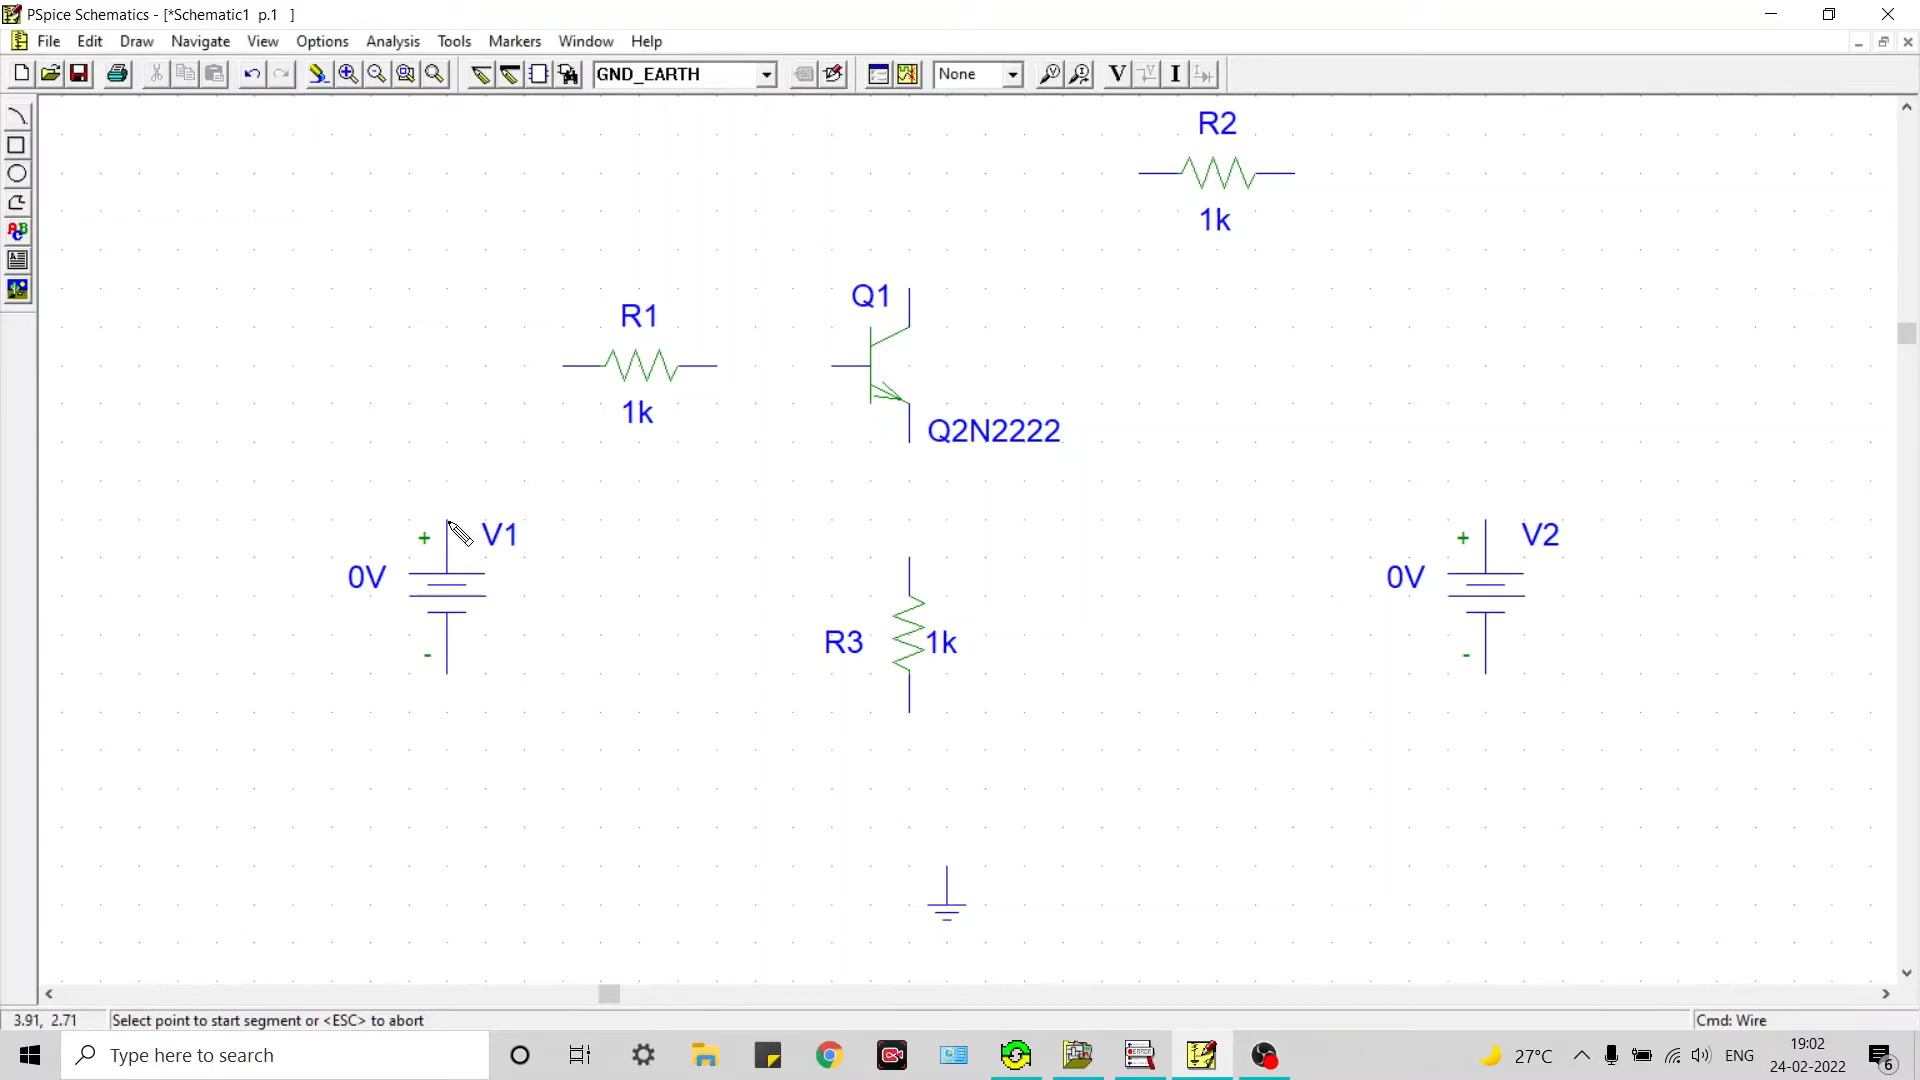 PSpice Schematics - [*Schematic1 p.1 ]
File Edit Draw Navigate View Options Analysis Tools Markers Window Help
GND_EARTH None V I
ABC
R2
1k
Q1
R1
1k
Q2N2222
+ V1
0V
-
+ V2
0V
-
R3 1k
3.91, 2.71 Select point to start segment or <ESC> to abort Cmd: Wire
Type here to search
27°C ENG
19:02
24-02-2022
6